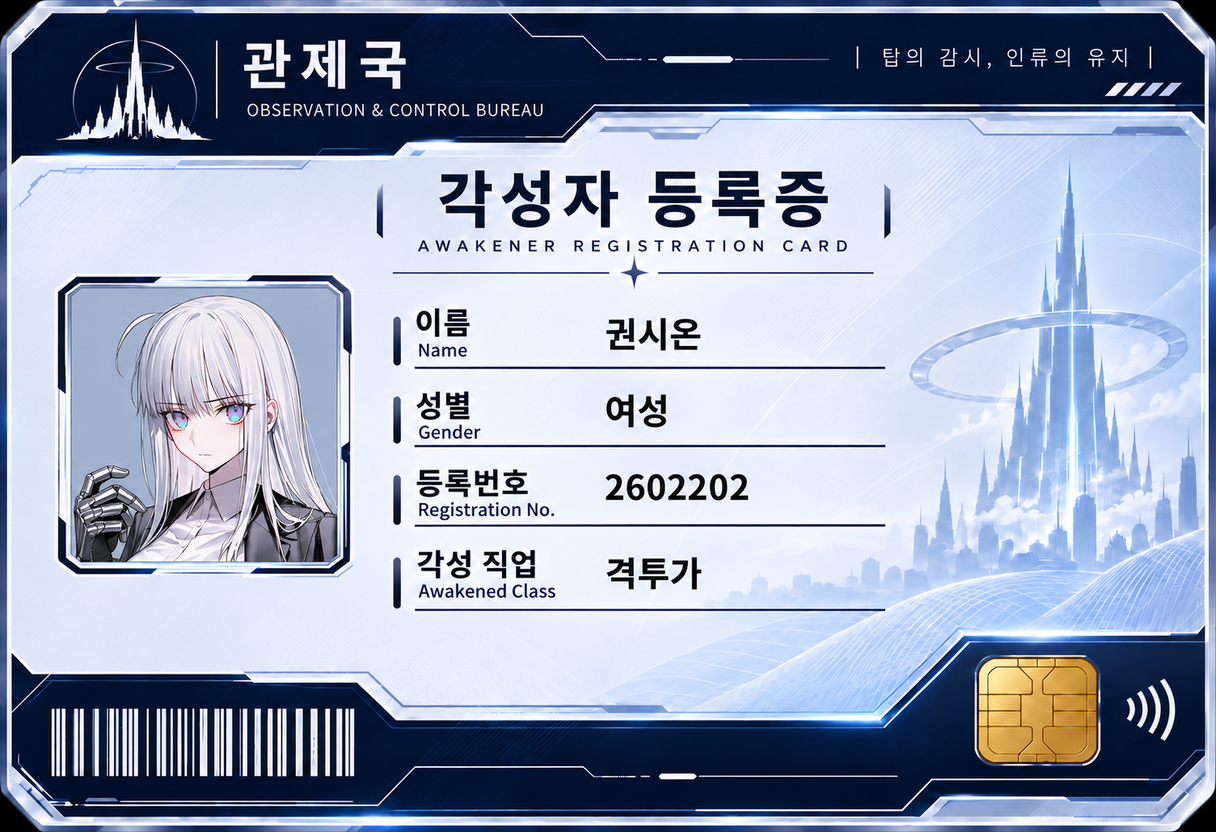 관제국
OBSERVATION & CONTROL BUREAU
| 탑의 감시, 인류의 유지 |
각성자 등록증
AWAKENER REGISTRATION CARD
이름 권시온
Name
성별 여성
Gender
등록번호 2602202
Registration No.
각성 직업 격투가
Awakened Class